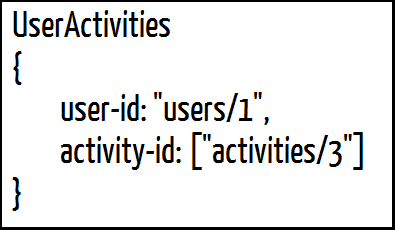 UserActivities
{
user-id: "users/1",
activity-id: ["activities/3"]
}